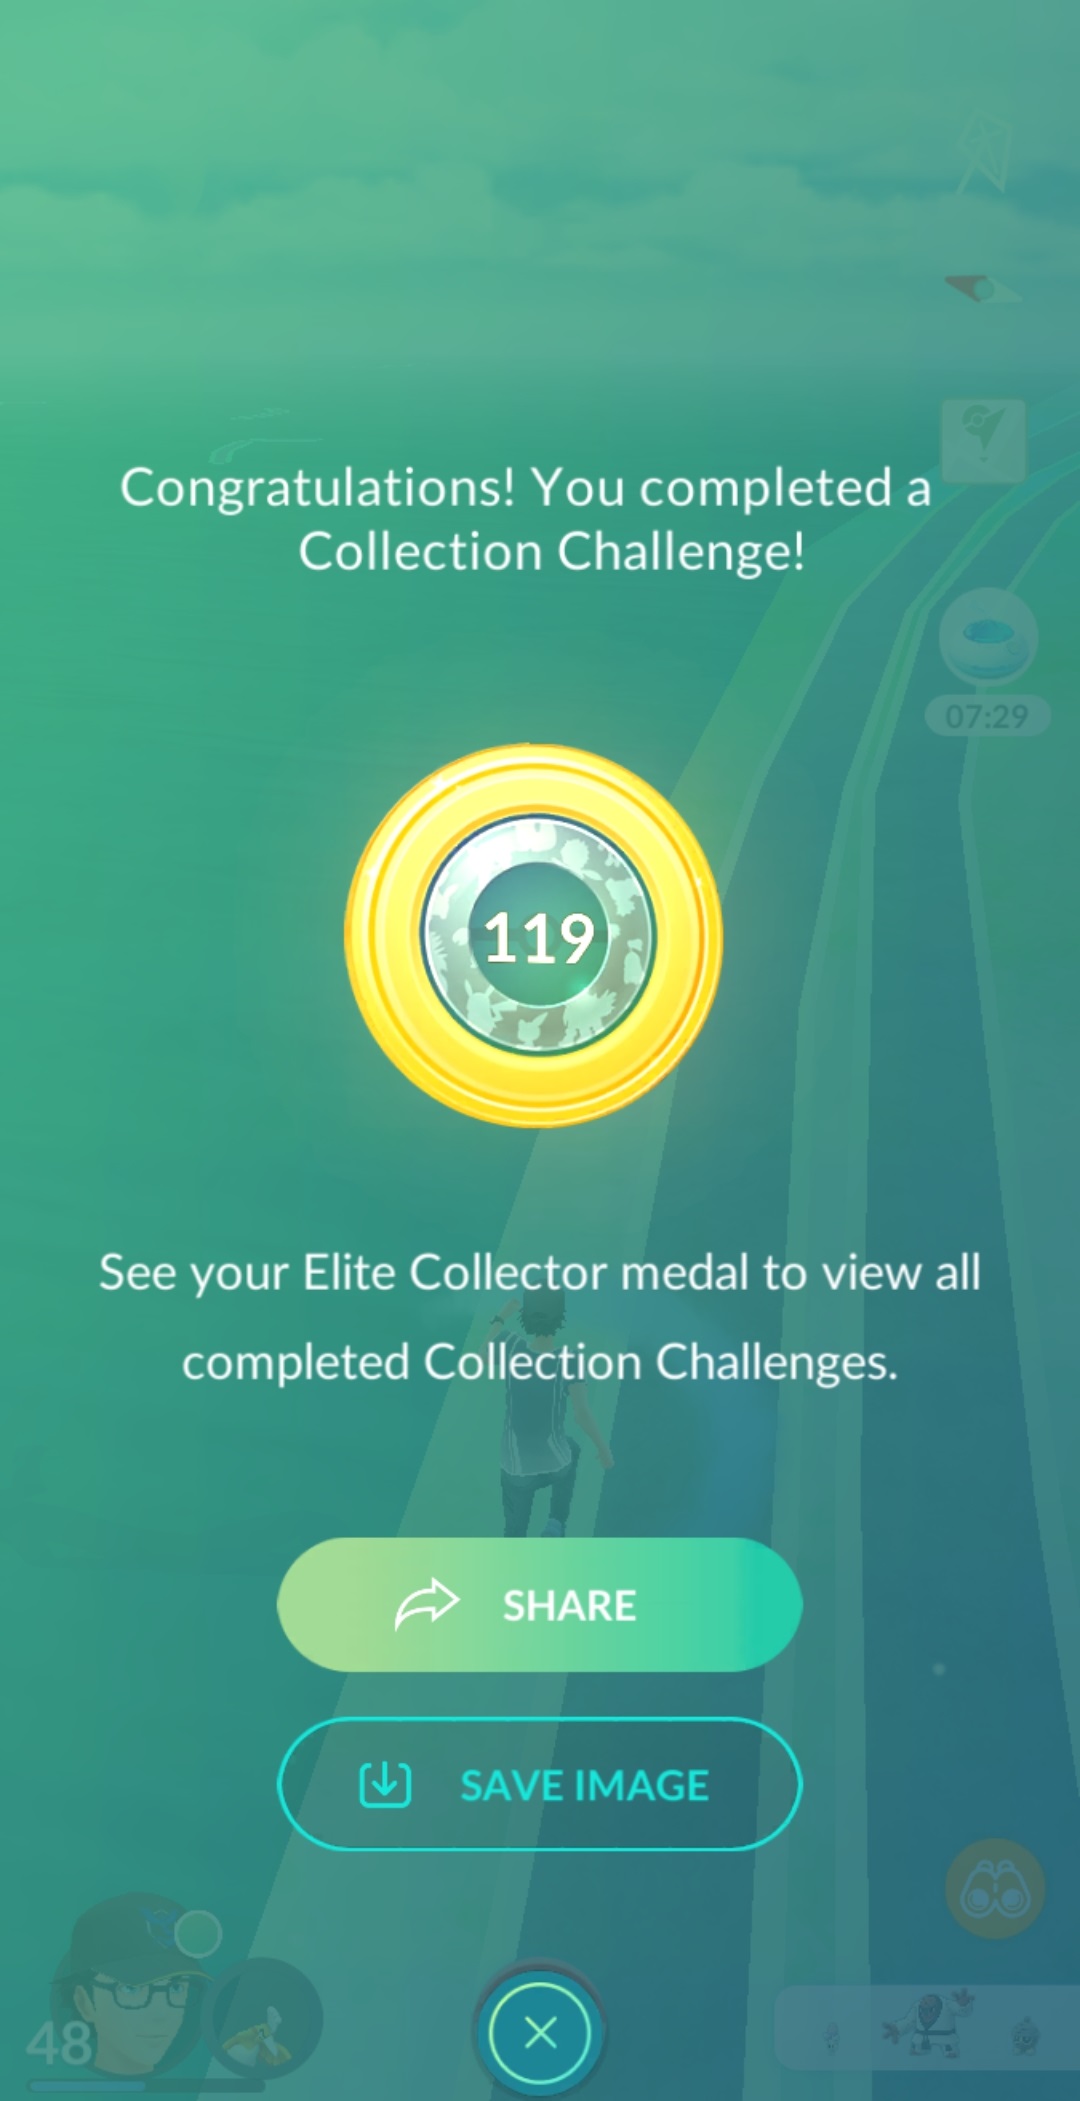 Congratulations! You completed a
Collection Challenge!
07:29
119
See your Elite Collector medal to view all
completed Collection Challenges.
SHARE
SAVE IMAGE
48